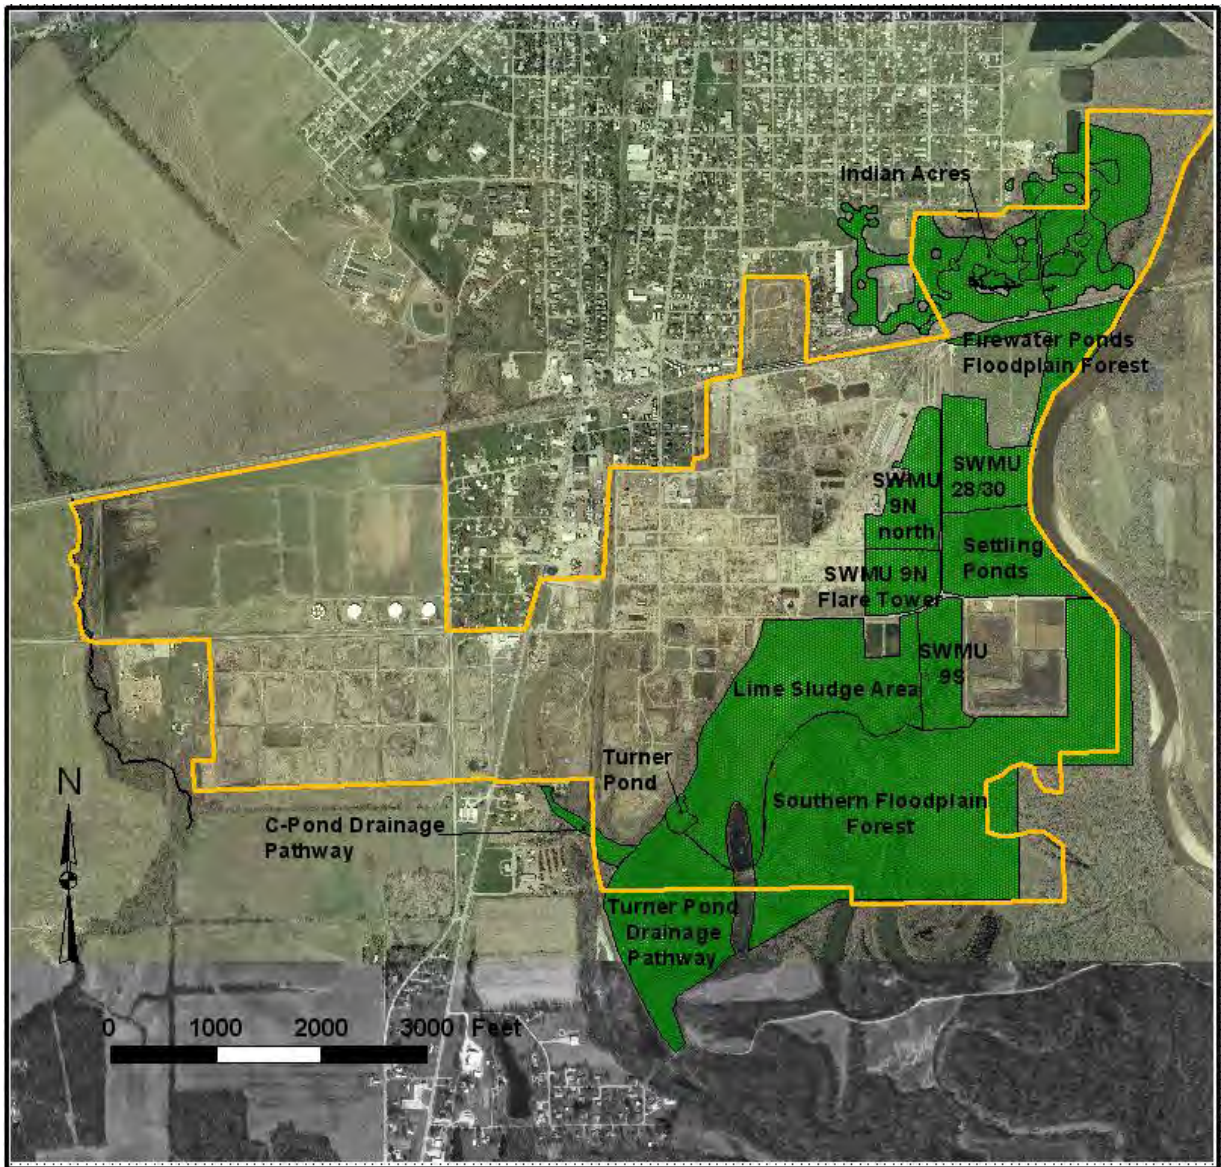 Indian Acres
Firewater Ponds
Floodplain Forest
SWMU
9N
north
SWMU
28/30
Settling
Ponds
SWMU 9N
Flare Tower
SWMU
9S
Lime Sludge Area
Turner
Pond
Southern Floodplain
Forest
C-Pond Drainage
Pathway
Turner Pond
Drainage
Pathway
N
0 1000 2000 3000 Feet